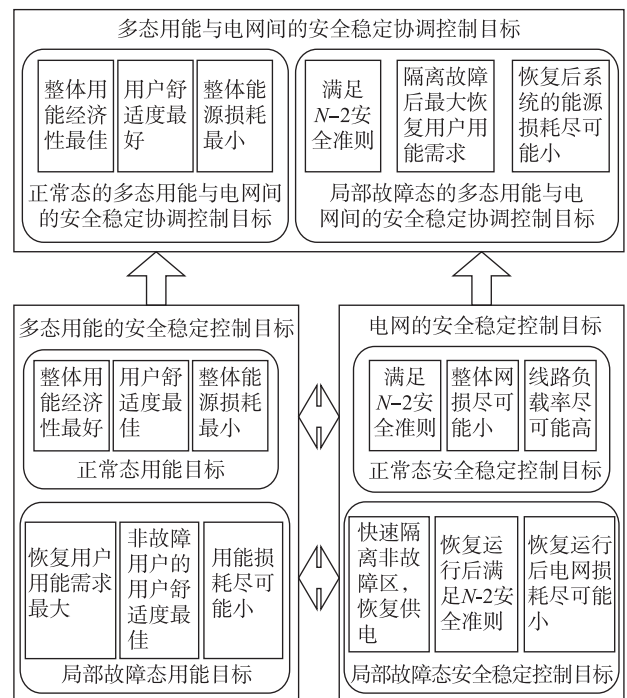 多态用能与电网间的安全稳定协调控制目标
整体用
能经济
性最佳
用户舒
适度最
好
整体能
源损耗
最小
正常态的多态用能与电网间
的安全稳定协调控制目标
满足
N-2安
全准则
隔离故障
后最大恢
复用户用
能需求
恢复后系
统的能源
损耗尽可
能小
局部故障态的多态用能与电
网间的安全稳定协调控制目标
多态用能的安全稳定控制目标
整体用
能经济
性最好
用户舒
适度最
佳
整体能
源损耗
最小
正常态用能目标
恢复用户
用能需求
最大
非故障
用户的
用户舒
适度最
佳
用能损
耗尽可
能小
局部故障态用能目标
电网的安全稳定控制目标
满足
N-2安
全准则
整体网
损尽可
能小
线路负
载率尽
可能高
正常态安全稳定控制目标
快速隔
离非故
障区,
恢复供
电
恢复运
行后满
足N-2安
全准则
恢复运行
后电网损
耗尽可能
小
局部故障态安全稳定控制目标